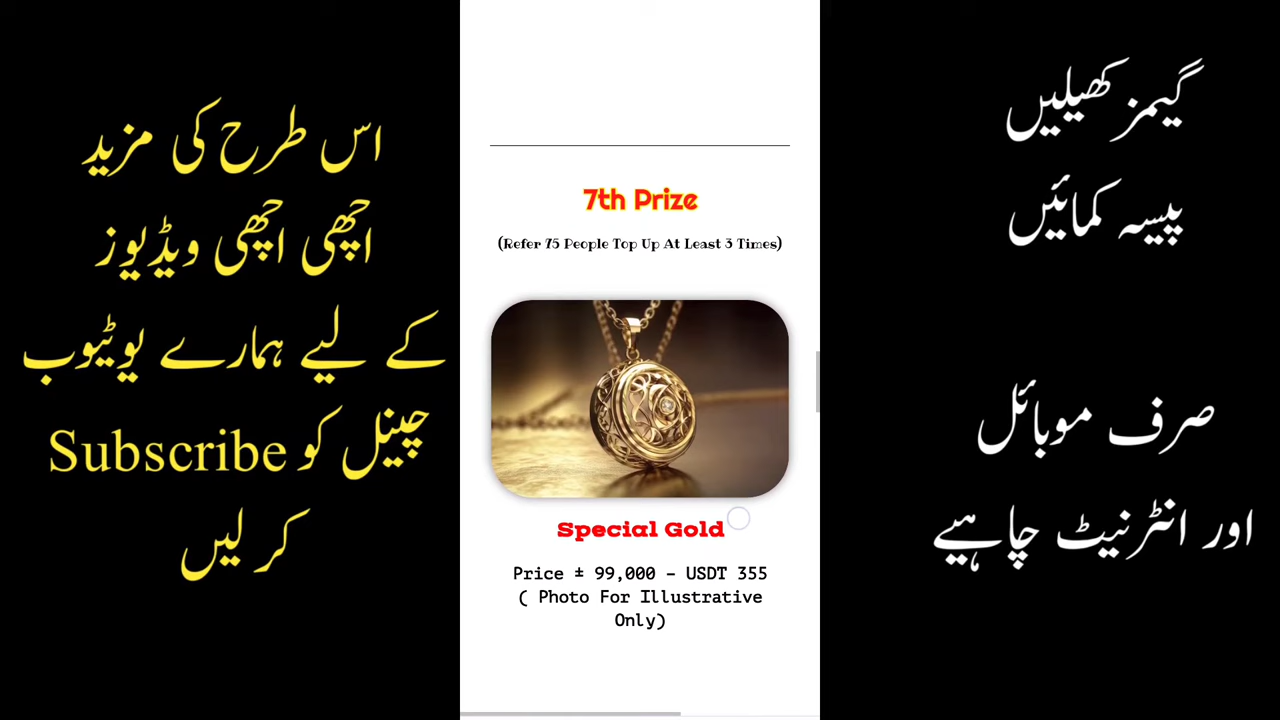 اس طرح کی مزید
اچھی اچھی ویڈیوز
کے لیے ہمارے یوٹیوب
چینل کو Subscribe
کر لیں
7th Prize
(Refer 75 People Top Up At Least 3 Times)
Special Gold
Price ± 99,000 – USDT 355
( Photo For Illustrative
Only)
گیمز کھیلیں
پیسہ کمائیں
صرف موبائل
اور انٹرنیٹ چاہیے